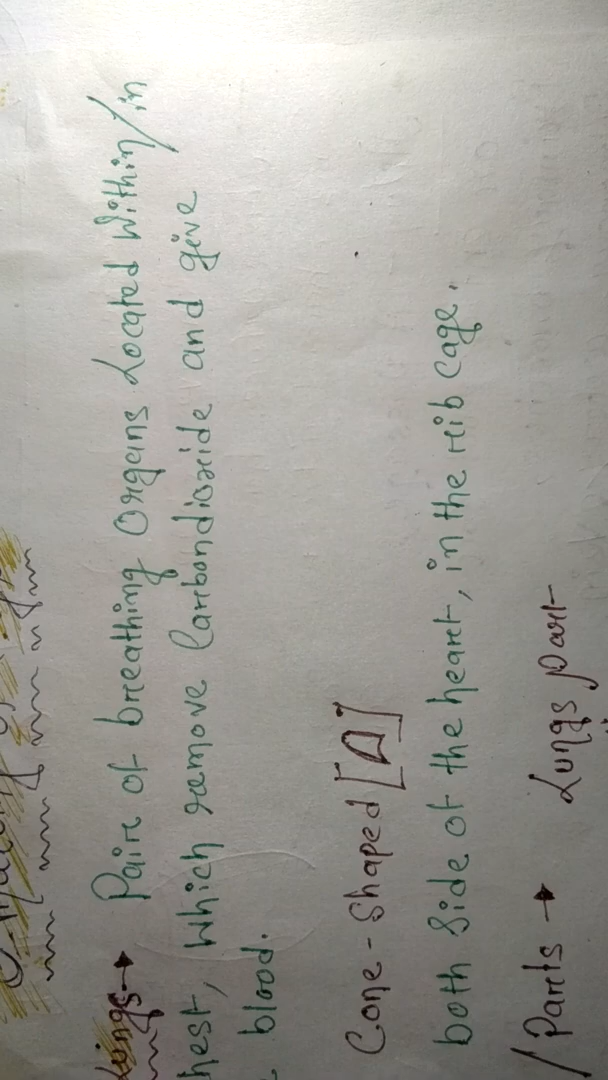 Lungs → Pair of breathing Organs Located Within/in
hest, Which ramove Carbondioxide and give
blood.
Cone-Shaped [Δ]
both Side of the heart, in the rib cage.
/ Parts → Lungs part